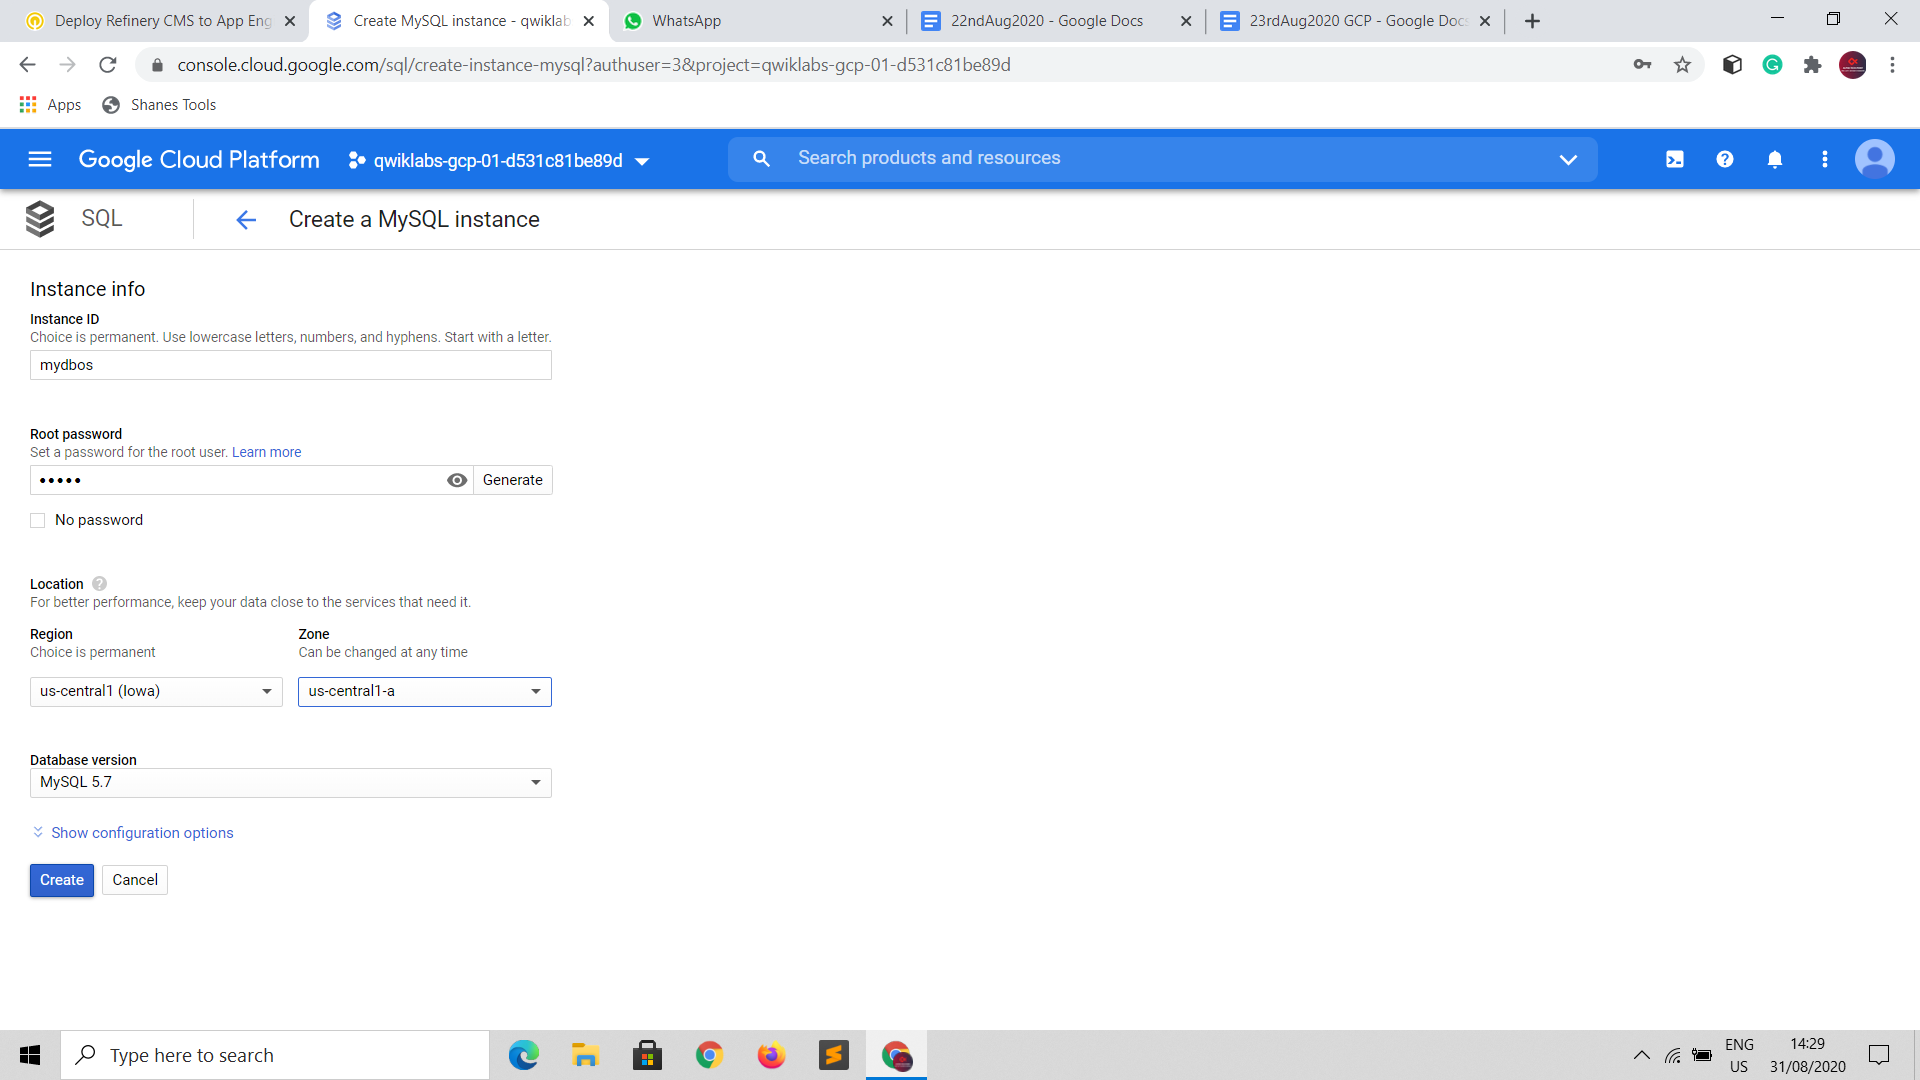 Deploy Refinery CMS to App Eng
Create MySQL instance - qwiklab
WhatsApp
22ndAug2020 - Google Docs
23rdAug2020 GCP - Google Docs
console.cloud.google.com/sql/create-instance-mysql?authuser=3&project=qwiklabs-gcp-01-d531c81be89d
Apps
Shanes Tools
Google Cloud Platform
qwiklabs-gcp-01-d531c81be89d
Search products and resources
SQL
Create a MySQL instance
Instance info
Instance ID
Choice is permanent. Use lowercase letters, numbers, and hyphens. Start with a letter.
mydbos
Root password
Set a password for the root user. Learn more
•••••
Generate
No password
Location
For better performance, keep your data close to the services that need it.
Region
Zone
Choice is permanent
Can be changed at any time
us-central1 (Iowa)
us-central1-a
Database version
MySQL 5.7
Show configuration options
Create
Cancel
Type here to search
ENG
US
14:29
31/08/2020